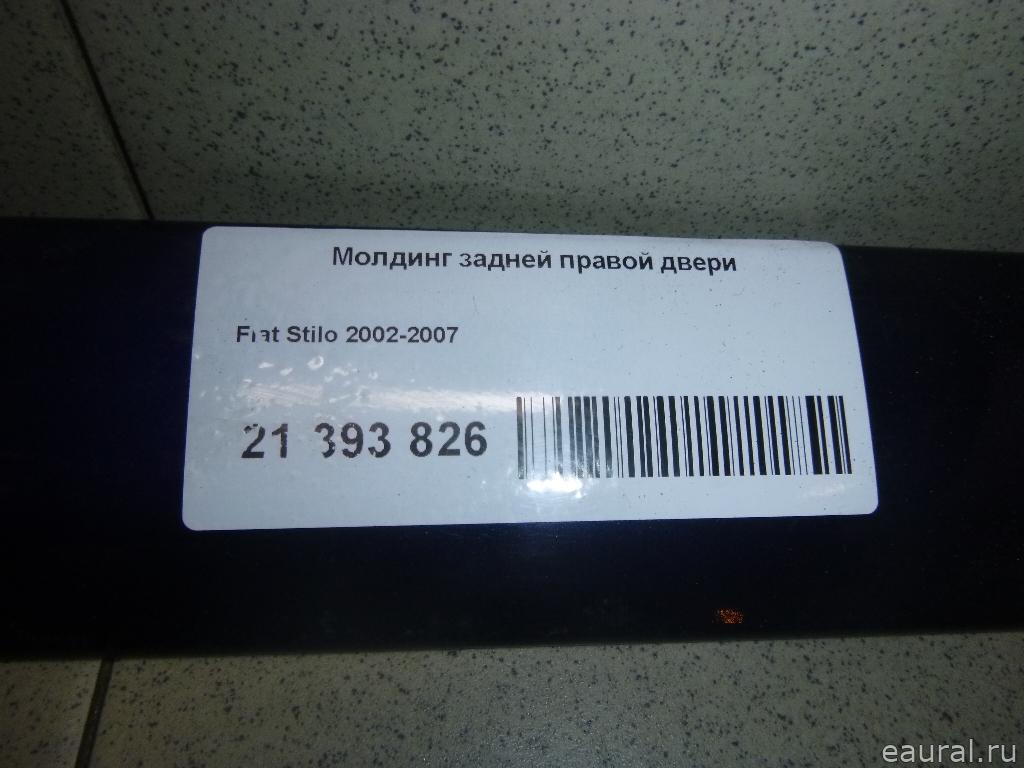 Молдинг задней правой двери
Fiat Stilo 2002-2007
21 393 826
eaural.ru